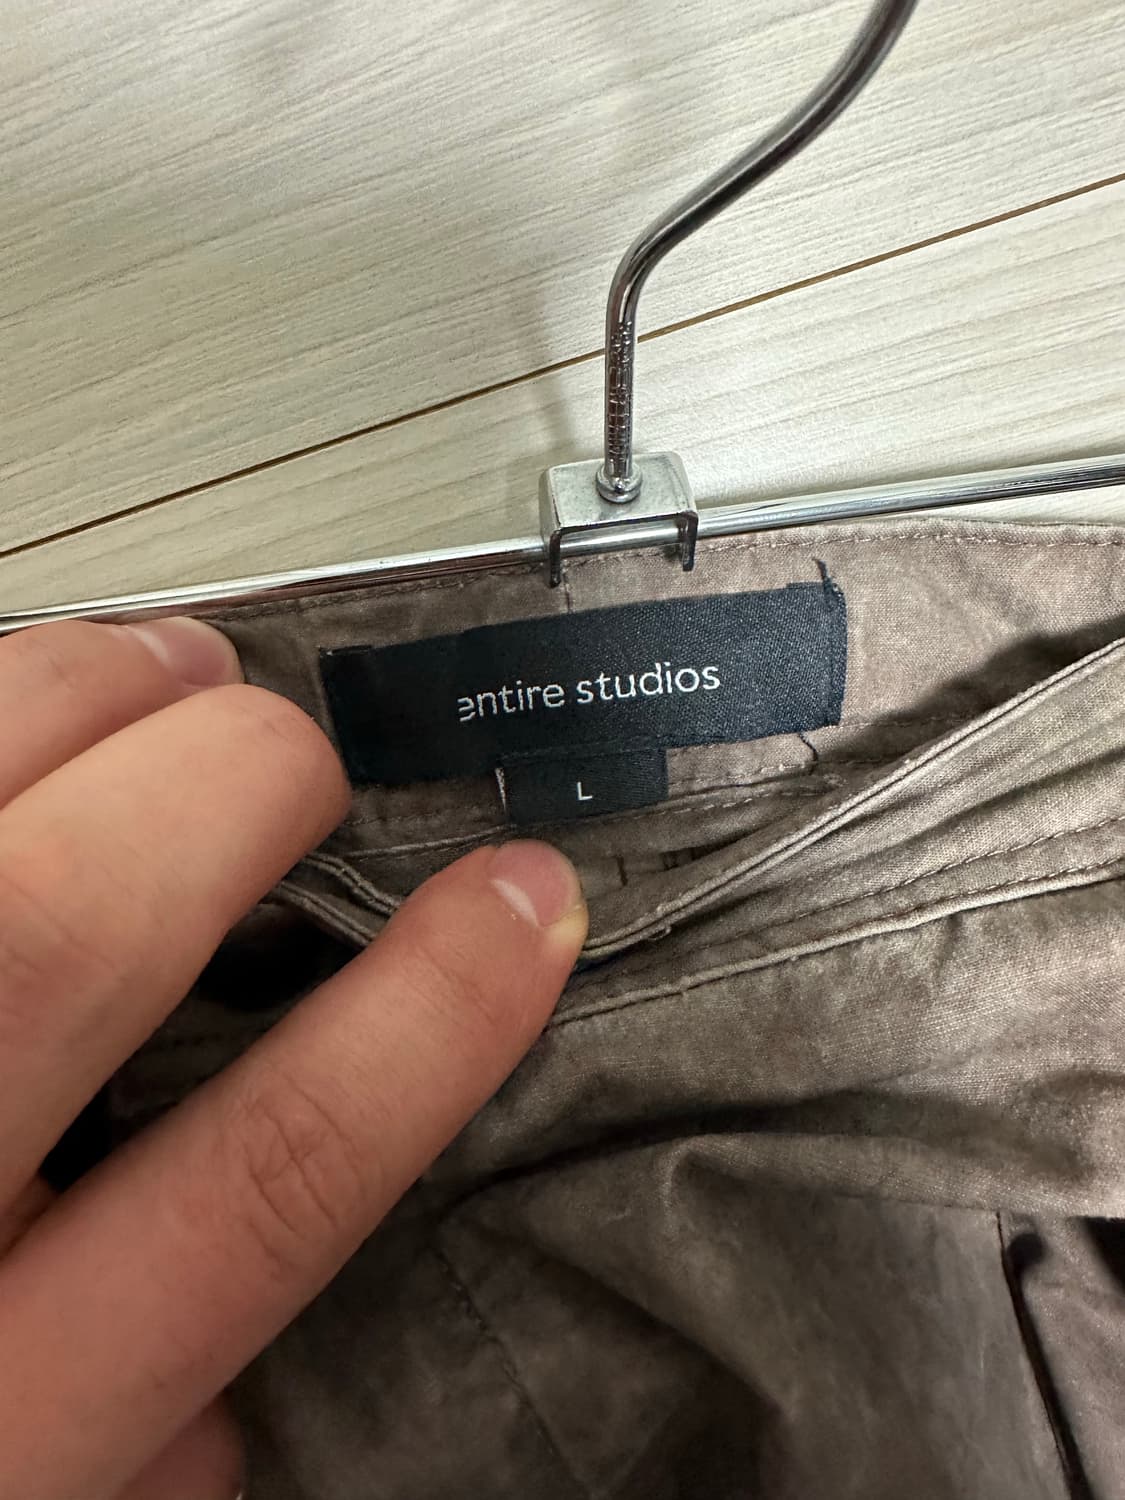 entire studios
L